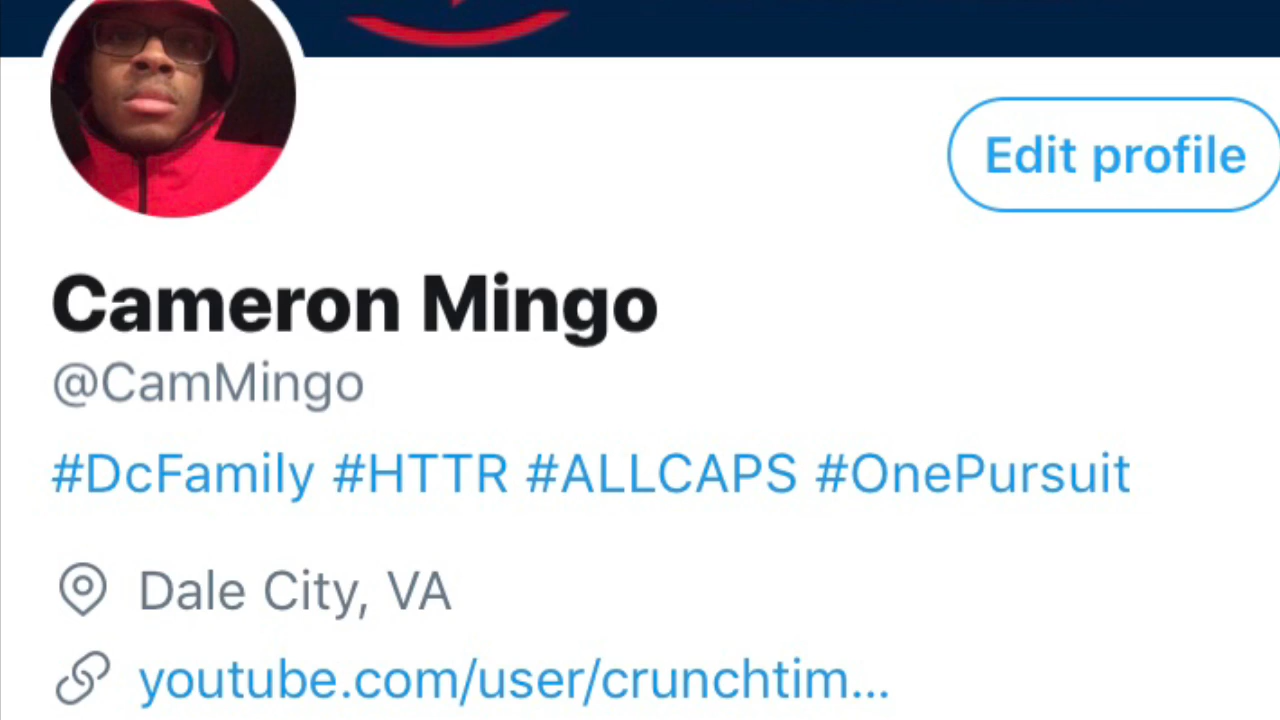 Edit profile
Cameron Mingo
@CamMingo
#DcFamily #HTTR #ALLCAPS #OnePursuit
Dale City, VA
youtube.com/user/crunchtim...